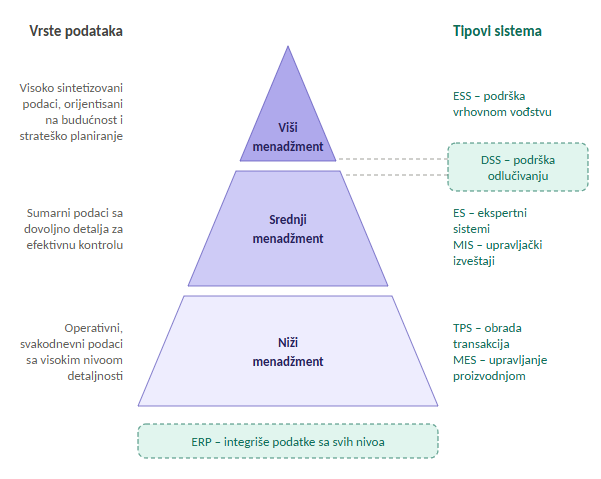 Vrste podataka
Tipovi sistema
Visoko sintetizovani
podaci, orijentisani
na budućnost i
strateško planiranje
Viši
menadžment
ESS – podrška
vrhovnom vođstvu
DSS – podrška
odlučivanju
Sumarni podaci sa
dovoljno detalja za
efektivnu kontrolu
Srednji
menadžment
ES – ekspertni
sistemi
MIS – upravljački
izveštaji
Operativni,
svakodnevni podaci
sa visokim nivoom
detaljnosti
Niži
menadžment
TPS – obrada
transakcija
MES – upravljanje
proizvodnjom
ERP – integriše podatke sa svih nivoa